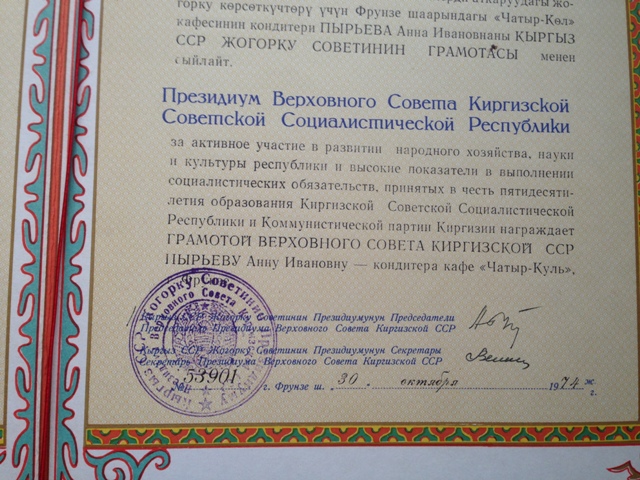 горку көрсөткүчтөрү үчүн Фрунзе шаарындагы «Чатыр-Көл»
кафесинин кондитери ПЫРЬЕВА Анна Ивановнаны КЫРГЫЗ
ССР ЖОГОРКУ СОВЕТИНИН ГРАМОТАСЫ менен
сыйлайт.
Президиум Верховного Совета Киргизской
Советской Социалистической Республики
за активное участие в развитии народного хозяйства, науки
и культуры республики и высокие показатели в выполнении
социалистических обязательств, принятых в честь пятидесяти-
летия образования Киргизской Советской Социалистической
Республики и Коммунистической партии Киргизии награждает
ГРАМОТОЙ ВЕРХОВНОГО СОВЕТА КИРГИЗСКОЙ ССР
ПЫРЬЕВУ Анну Ивановну — кондитера кафе «Чатыр-Куль»,
Кыргыз ССР Жогорку Советинин Президиумунун Председатели
Председатель Президиума Верховного Совета Киргизской ССР
Кыргыз ССР Жогорку Советинин Президиумунун Секретары
Секретарь Президиума Верховного Совета Киргизской ССР
53901
г. Фрунзе ш. 30 октября 1974 ж.
г.